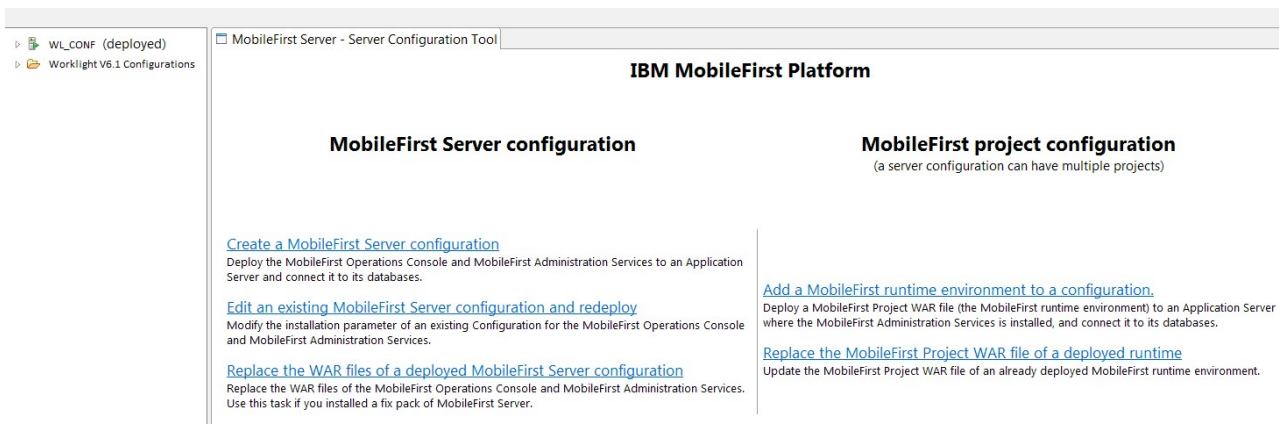 WL_CONF (deployed)
Worklight V6.1 Configurations
MobileFirst Server - Server Configuration Tool
IBM MobileFirst Platform
MobileFirst Server configuration
Create a MobileFirst Server configuration
Deploy the MobileFirst Operations Console and MobileFirst Administration Services to an Application
Server and connect it to its databases.
Edit an existing MobileFirst Server configuration and redeploy
Modify the installation parameter of an existing Configuration for the MobileFirst Operations Console
and MobileFirst Administration Services.
Replace the WAR files of a deployed MobileFirst Server configuration
Replace the WAR files of the MobileFirst Operations Console and MobileFirst Administration Services.
Use this task if you installed a fix pack of MobileFirst Server.
MobileFirst project configuration
(a server configuration can have multiple projects)
Add a MobileFirst runtime environment to a configuration.
Deploy a MobileFirst Project WAR file (the MobileFirst runtime environment) to an Application Server
where the MobileFirst Administration Services is installed, and connect it to its databases.
Replace the MobileFirst Project WAR file of a deployed runtime
Update the MobileFirst Project WAR file of an already deployed MobileFirst runtime environment.